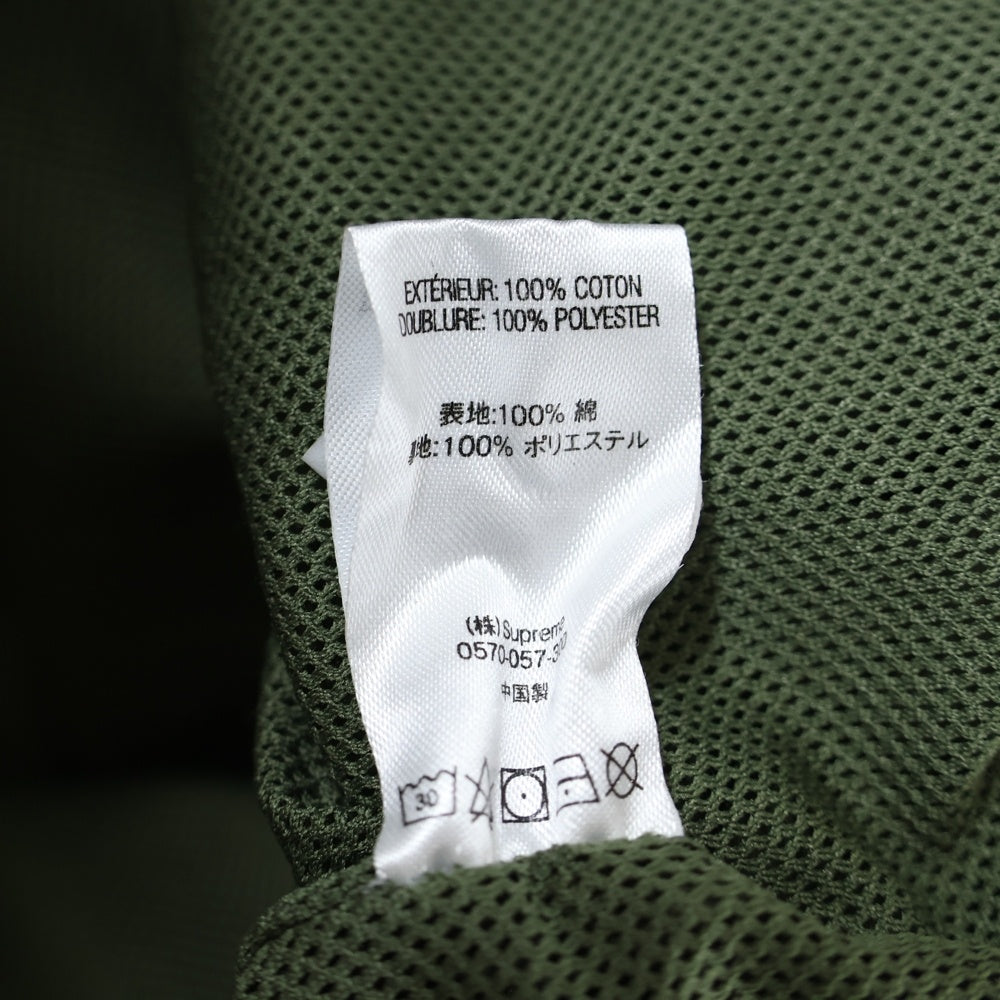 EXTÉRIEUR: 100% COTON
DOUBLURE: 100% POLYESTER
表地:100% 綿
100% ポリエステル
(株)Supreme
中国製
30